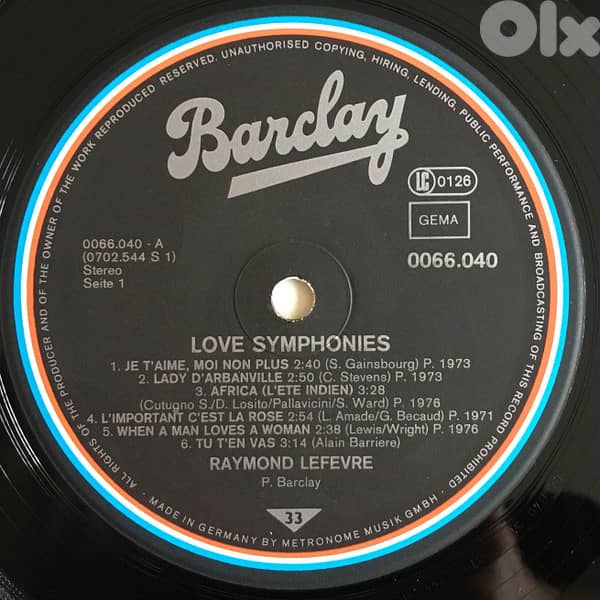 Olx
ALL RIGHTS OF THE PRODUCER AND OF THE OWNER OF THE WORK REPRODUCED RESERVED. UNAUTHORISED COPYING, HIRING, LENDING, PUBLIC PERFORMANCE AND BROADCASTING OF THIS RECORD PROHIBITED
Barclay
LC 0126
GEMA
0066.040 - A
(0702.544 S 1)
Stereo
Seite 1
0066.040
LOVE SYMPHONIES
1. JE T'AIME, MOI NON PLUS 2:40 (S. Gainsbourg) P. 1973
2. LADY D'ARBANVILLE 2:50 (C. Stevens) P. 1973
3. AFRICA (L'ETE INDIEN) 3:28
(Cutugno S./D. Losito/Pallavicini/S. Ward) P. 1976
4. L'IMPORTANT C'EST LA ROSE 2:54 (L. Amade/G. Becaud) P. 1971
5. WHEN A MAN LOVES A WOMAN 2:38 (Lewis/Wright) P. 1976
6. TU T'EN VAS 3:14 (Alain Barriere)
RAYMOND LEFEVRE
P. Barclay
33
MADE IN GERMANY BY METRONOME MUSIK GMBH